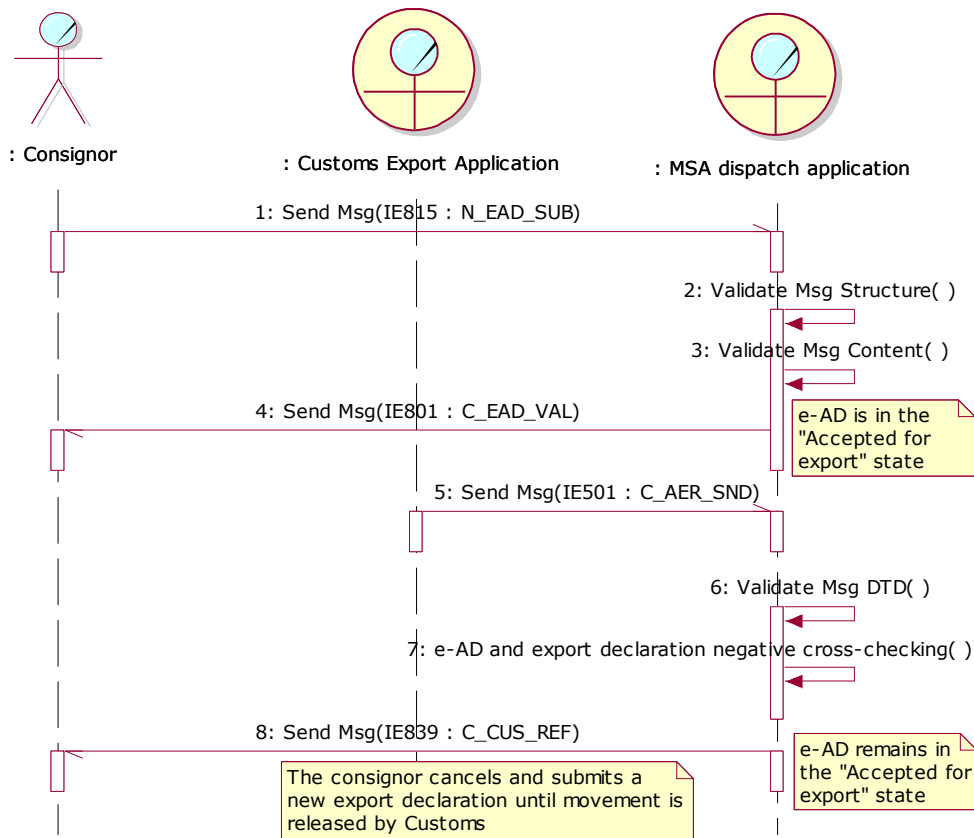 : Consignor
: Customs Export Application
: MSA dispatch application
1: Send Msg(IE815 : N_EAD_SUB)
2: Validate Msg Structure( )
3: Validate Msg Content( )
4: Send Msg(IE801 : C_EAD_VAL)
e-AD is in the
"Accepted for
export" state
5: Send Msg(IE501 : C_AER_SND)
6: Validate Msg DTD( )
7: e-AD and export declaration negative cross-checking( )
8: Send Msg(IE839 : C_CUS_REF)
e-AD remains in
the "Accepted for
export" state
The consignor cancels and submits a
new export declaration until movement is
released by Customs